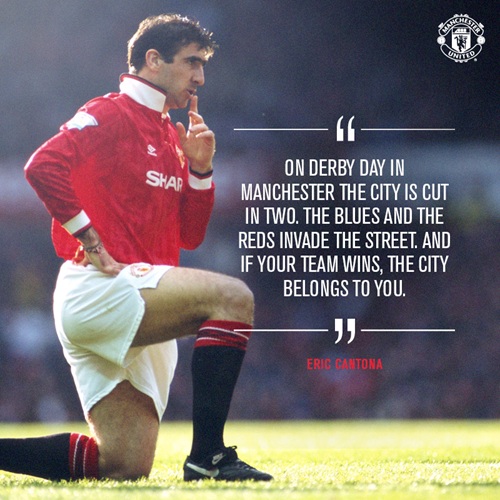 MANCHESTER
UNITED
“
ON DERBY DAY IN
MANCHESTER THE CITY IS CUT
IN TWO. THE BLUES AND THE
REDS INVADE THE STREET. AND
IF YOUR TEAM WINS, THE CITY
BELONGS TO YOU.
”
ERIC CANTONA
SHARP